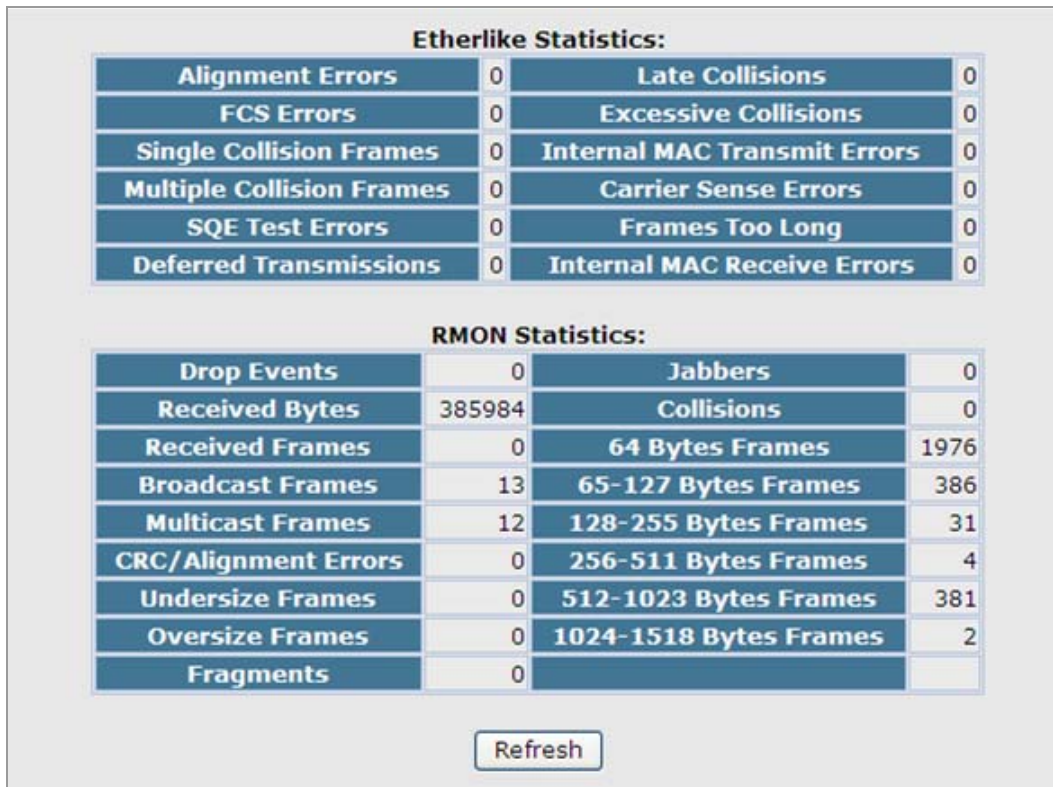 Etherlike Statistics:
Alignment Errors 0 Late Collisions 0
FCS Errors 0 Excessive Collisions 0
Single Collision Frames 0 Internal MAC Transmit Errors 0
Multiple Collision Frames 0 Carrier Sense Errors 0
SQE Test Errors 0 Frames Too Long 0
Deferred Transmissions 0 Internal MAC Receive Errors 0
RMON Statistics:
Drop Events 0 Jabbers 0
Received Bytes 385984 Collisions 0
Received Frames 0 64 Bytes Frames 1976
Broadcast Frames 13 65-127 Bytes Frames 386
Multicast Frames 12 128-255 Bytes Frames 31
CRC/Alignment Errors 0 256-511 Bytes Frames 4
Undersize Frames 0 512-1023 Bytes Frames 381
Oversize Frames 0 1024-1518 Bytes Frames 2
Fragments 0
Refresh